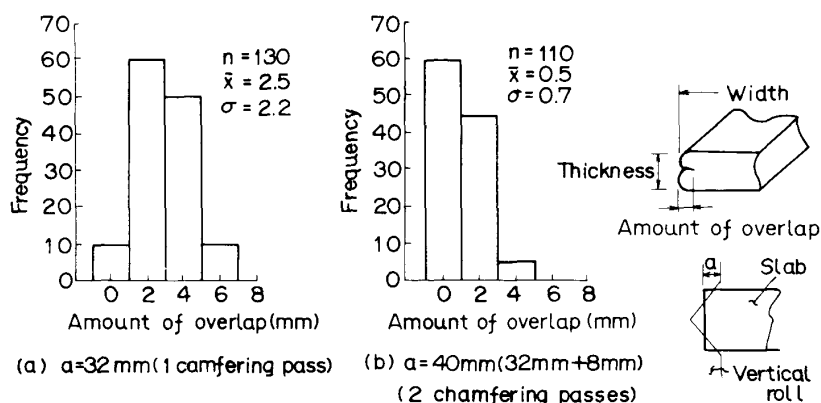 70
60
50
40
30
20
10
0
Frequency
n=130
x̄=2.5
σ=2.2
0 2 4 6 8
Amount of overlap(mm)
(a) a=32mm(1 camfering pass)
70
60
50
40
30
20
10
0
Frequency
n=110
x̄=0.5
σ=0.7
0 2 4 6 8
Amount of overlap(mm)
(b) a=40mm(32mm+8mm)
(2 chamfering passes)
Width
Thickness
Amount of overlap
a
Slab
Vertical
roll